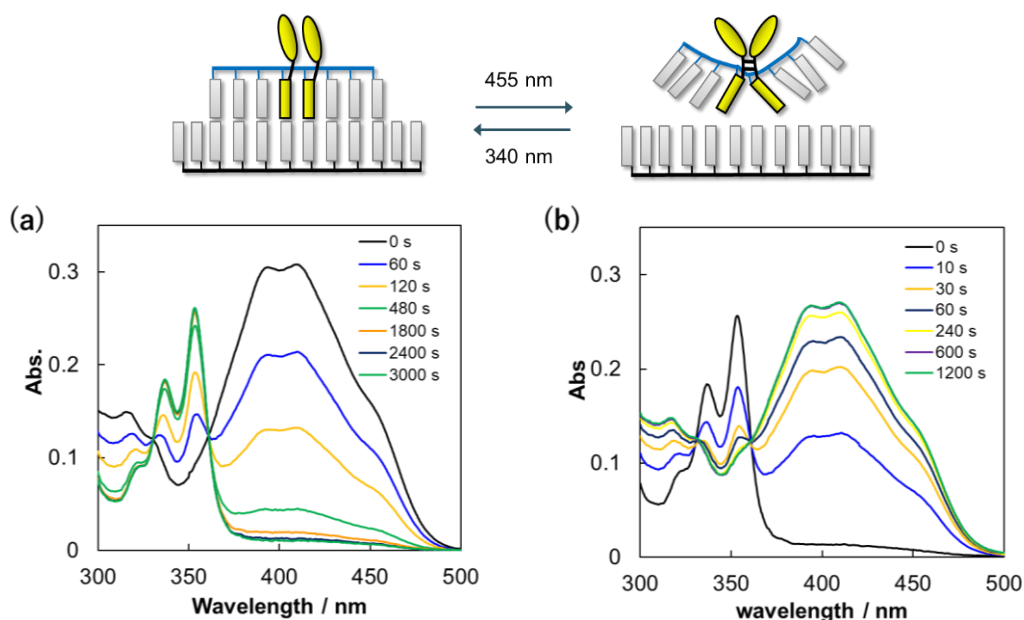 455 nm
340 nm
(a)
0 s
60 s
120 s
480 s
1800 s
2400 s
3000 s
0.3
0.2
0.1
0
Abs.
300 350 400 450 500
Wavelength / nm
(b)
0 s
10 s
30 s
60 s
240 s
600 s
1200 s
0.3
0.2
0.1
0
Abs
300 350 400 450 500
wavelength / nm